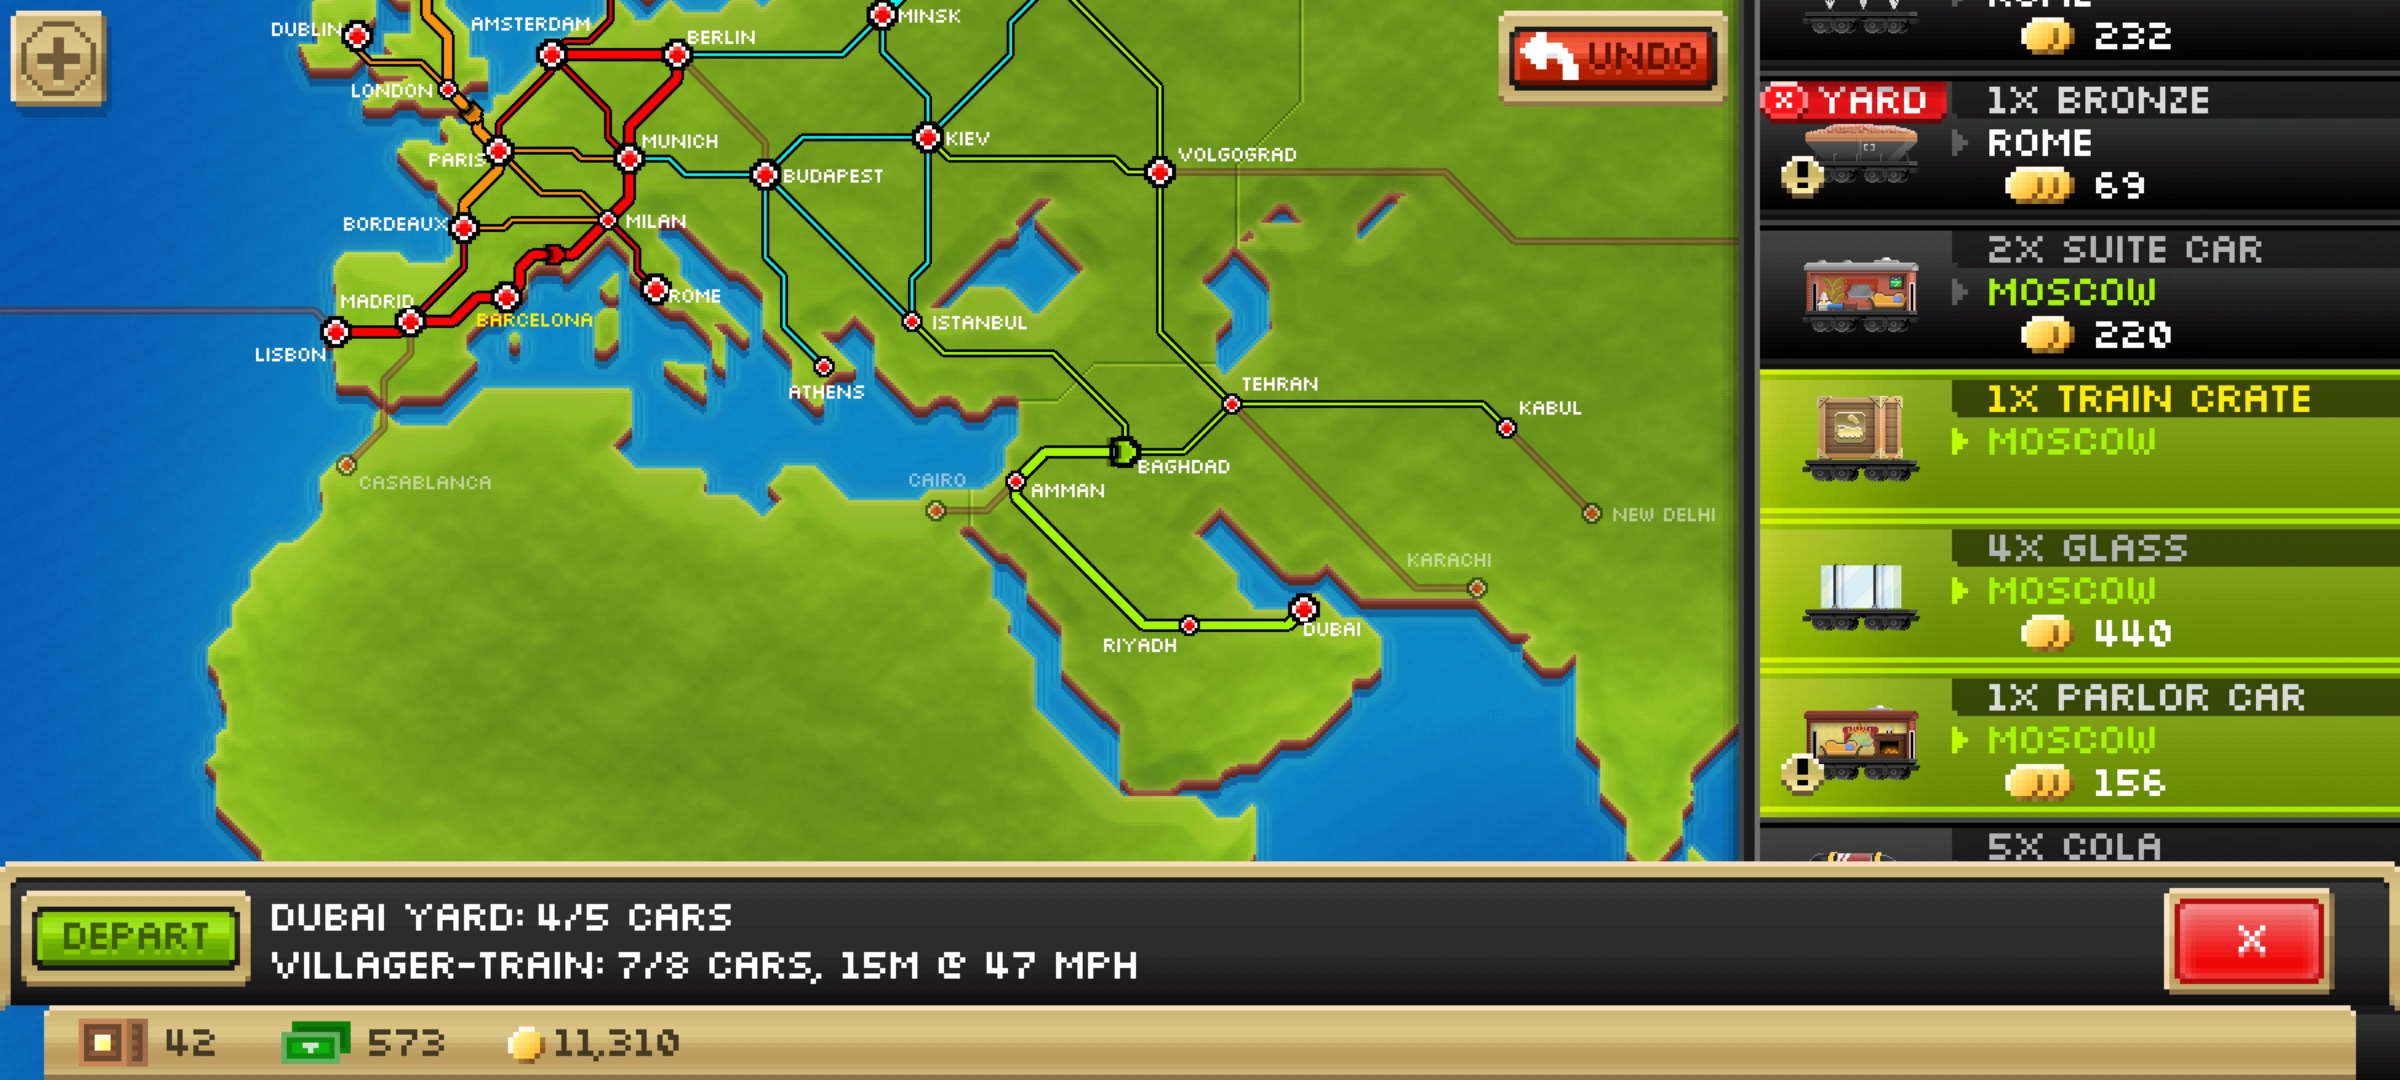 DUBLIN
AMSTERDAM
MINSK
BERLIN
LONDON
PARIS
MUNICH
KIEV
VOLGOGRAD
BUDAPEST
BORDEAUX
MILAN
MADRID
ROME
BARCELONA
LISBON
ISTANBUL
ATHENS
TEHRAN
KABUL
BAGHDAD
CASABLANCA
CAIRO
AMMAN
NEW DELHI
KARACHI
RIYADH
DUBAI
UNDO
ROME
232
YARD
1X BRONZE
ROME
69
2X SUITE CAR
MOSCOW
220
1X TRAIN CRATE
MOSCOW
4X GLASS
MOSCOW
440
1X PARLOR CAR
MOSCOW
156
5X COLA
DEPART
DUBAI YARD: 4/5 CARS
VILLAGER-TRAIN: 7/8 CARS, 15M @ 47 MPH
X
42
573
11,310